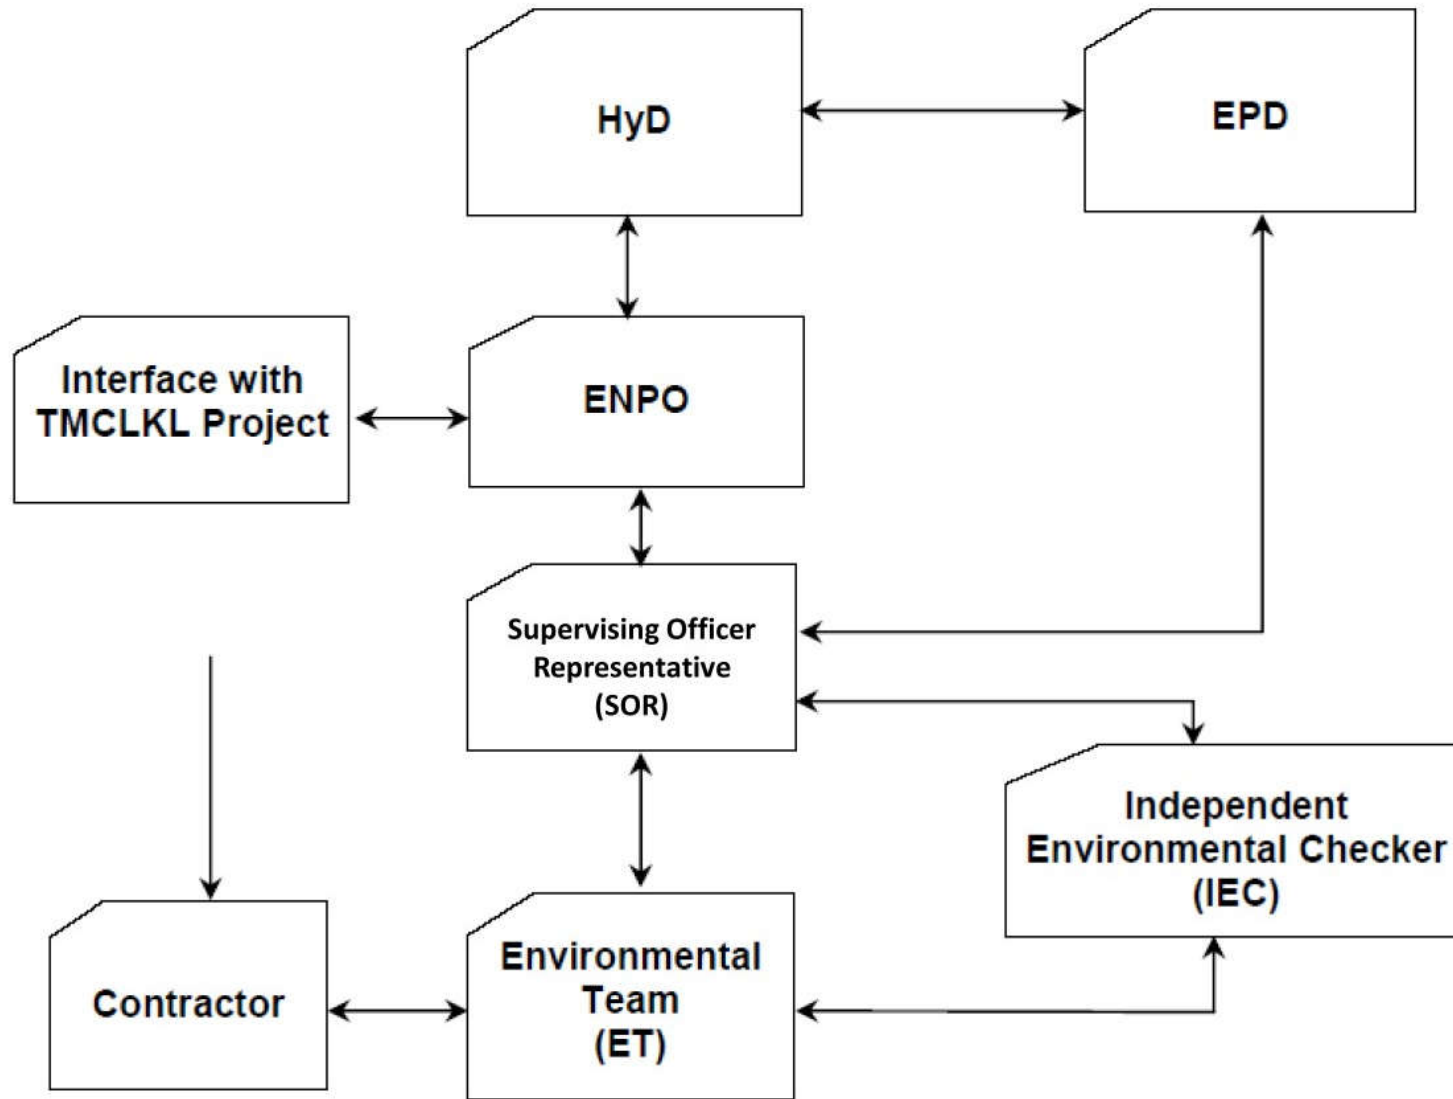 HyD
EPD
Interface with
TMCLKL Project
ENPO
Supervising Officer
Representative
(SOR)
Independent
Environmental Checker
(IEC)
Contractor
Environmental
Team
(ET)